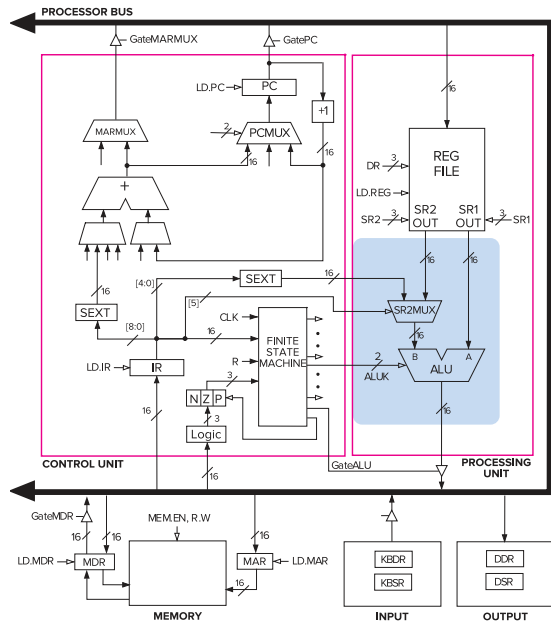 PROCESSOR BUS
GateMARMUX
GatePC
LD.PC
PC
+1
16
MARMUX
2
PCMUX
16
16
+
16
REG
FILE
DR
3
LD.REG
SR2
3
SR2
OUT
SR1
OUT
3
SR1
16
16
16
[4:0]
SEXT
16
SEXT
[5]
SR2MUX
[8:0]
16
CLK
FINITE
STATE
MACHINE
R
16
B
A
ALU
2
ALUK
LD.IR
IR
3
N Z P
3
Logic
16
16
16
GateALU
CONTROL UNIT
PROCESSING
UNIT
GateMDR
16
16
MEM.EN, R.W
16
LD.MDR
MDR
MAR
LD.MAR
16
KBDR
KBSR
DDR
DSR
MEMORY
INPUT
OUTPUT